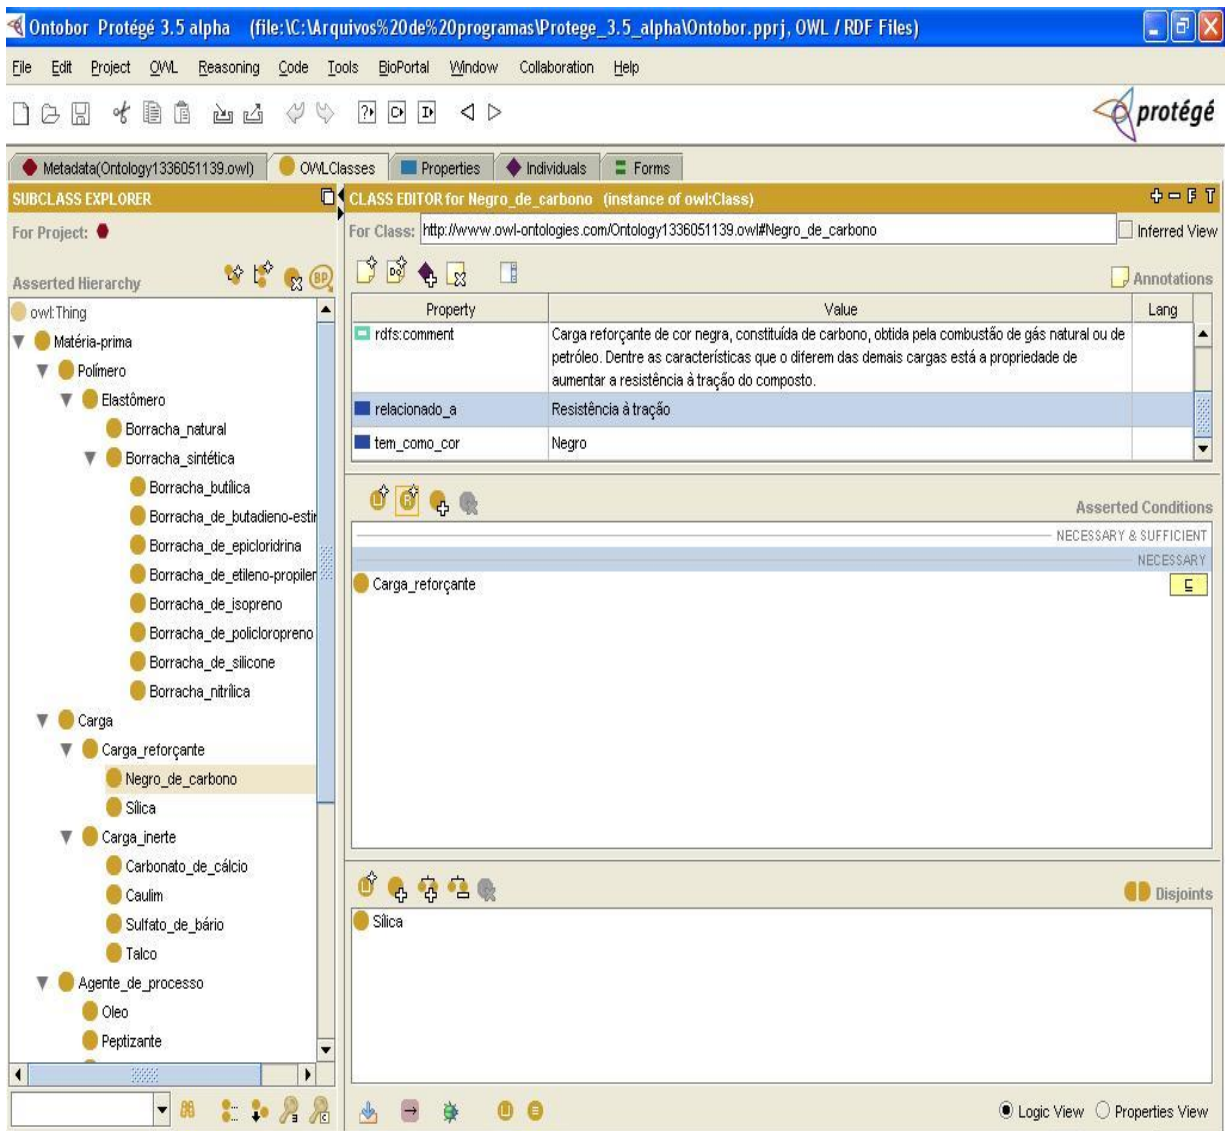 Ontobor Protégé 3.5 alpha (file:\C:\Arquivos%20de%20programas\Protege_3.5_alpha\Ontobor.pprj, OWL / RDF Files)
File Edit Project OWL Reasoning Code Tools BioPortal Window Collaboration Help
protégé
Metadata(Ontology1336051139.owl) OWLClasses Properties Individuals Forms
SUBCLASS EXPLORER
For Project:
Asserted Hierarchy
BP
owl:Thing
Matéria-prima
Polímero
Elastômero
Borracha_natural
Borracha_sintética
Borracha_butílica
Borracha_de_butadieno-estir
Borracha_de_epicloridrina
Borracha_de_etileno-propiler
Borracha_de_isopreno
Borracha_de_policloropreno
Borracha_de_silicone
Borracha_nitrílica
Carga
Carga_reforçante
Negro_de_carbono
Sílica
Carga_inerte
Carbonato_de_cálcio
Caulim
Sulfato_de_bário
Talco
Agente_de_processo
Oleo
Peptizante
CLASS EDITOR for Negro_de_carbono (instance of owl:Class)
For Class: http://www.owl-ontologies.com/Ontology1336051139.owl#Negro_de_carbono Inferred View
Annotations
Property Value Lang
rdfs:comment Carga reforçante de cor negra, constituída de carbono, obtida pela combustão de gás natural ou de
petróleo. Dentre as características que o diferem das demais cargas está a propriedade de
aumentar a resistência à tração do composto.
relacionado_a Resistência à tração
tem_como_cor Negro
Asserted Conditions
NECESSARY & SUFFICIENT
NECESSARY
Carga_reforçante
Disjoints
Sílica
Logic View Properties View